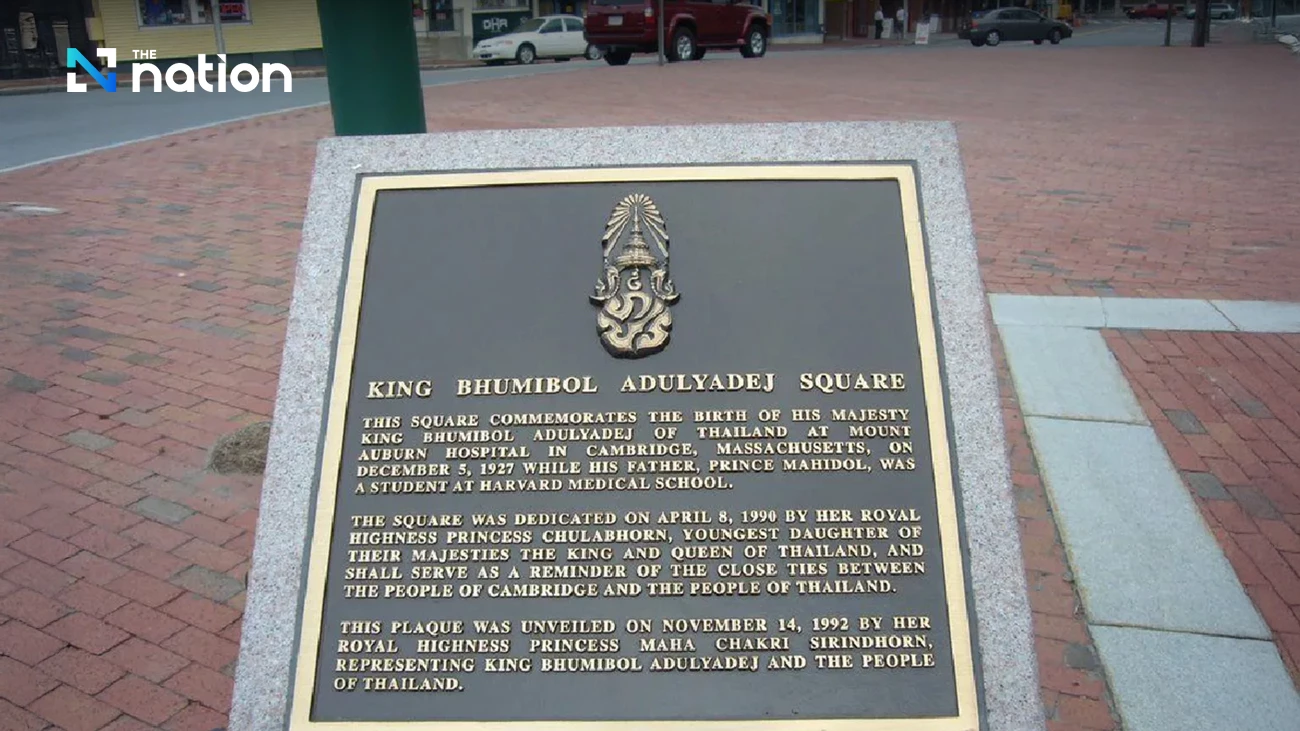 THE
nation
OPEN
DHA
KING BHUMIBOL ADULYADEJ SQUARE
THIS SQUARE COMMEMORATES THE BIRTH OF HIS MAJESTY
KING BHUMIBOL ADULYADEJ OF THAILAND AT MOUNT
AUBURN HOSPITAL IN CAMBRIDGE, MASSACHUSETTS, ON
DECEMBER 5, 1927 WHILE HIS FATHER, PRINCE MAHIDOL, WAS
A STUDENT AT HARVARD MEDICAL SCHOOL.
THE SQUARE WAS DEDICATED ON APRIL 8, 1990 BY HER ROYAL
HIGHNESS PRINCESS CHULABHORN, YOUNGEST DAUGHTER OF
THEIR MAJESTIES THE KING AND QUEEN OF THAILAND, AND
SHALL SERVE AS A REMINDER OF THE CLOSE TIES BETWEEN
THE PEOPLE OF CAMBRIDGE AND THE PEOPLE OF THAILAND.
THIS PLAQUE WAS UNVEILED ON NOVEMBER 14, 1992 BY HER
ROYAL HIGHNESS PRINCESS MAHA CHAKRI SIRINDHORN,
REPRESENTING KING BHUMIBOL ADULYADEJ AND THE PEOPLE
OF THAILAND.